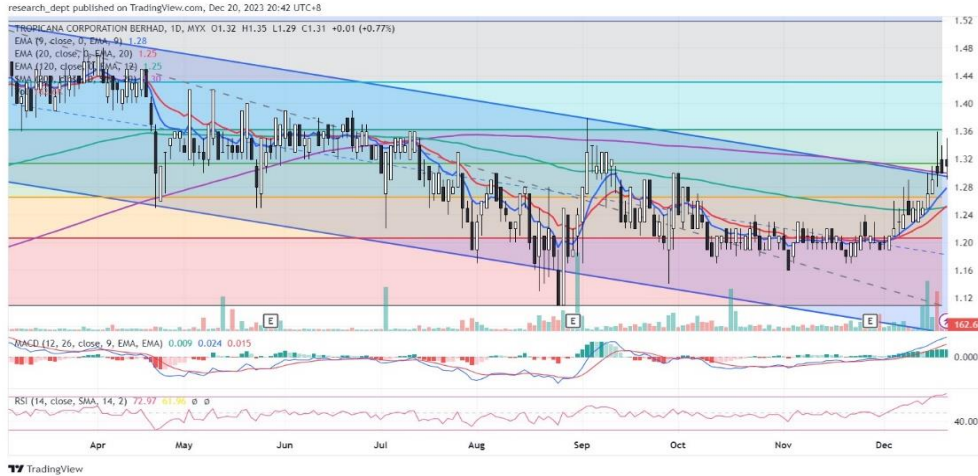 research_dept published on TradingView.com, Dec 20, 2023 20:42 UTC+8
TROPICANA CORPORATION BERHAD, 1D, MYX O1.32 H1.35 L1.29 C1.31 +0.01 (+0.77%)
EMA (9, close, 0, EMA, 9) 1.28
EMA (20, close, 0, EMA, 20) 1.25
EMA (120, close, 0, EMA, 12) 1.25
1.52
1.48
1.44
1.40
1.36
1.32
1.28
1.24
1.20
1.16
1.12
E
E
E
162.6
MACD (12, 26, close, 9, EMA, EMA) 0.009 0.024 0.015
0.000
RSI (14, close, SMA, 14, 2) 72.97 61.96 ø ø
40.00
Apr May Jun Jul Aug Sep Oct Nov Dec
TradingView